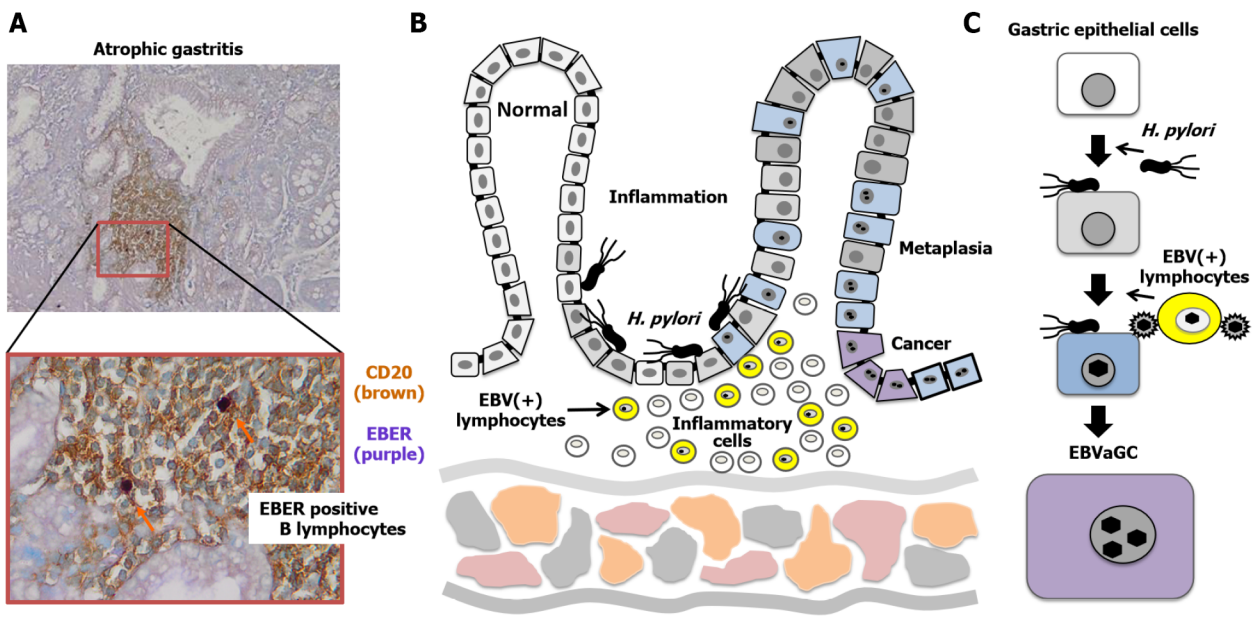 A
Atrophic gastritis
CD20
(brown)
EBER
(purple)
EBER positive
B lymphocytes
B
Normal
Inflammation
H. pylori
Metaplasia
Cancer
EBV(+)
lymphocytes
Inflammatory
cells
C
Gastric epithelial cells
H. pylori
EBV(+)
lymphocytes
EBVaGC